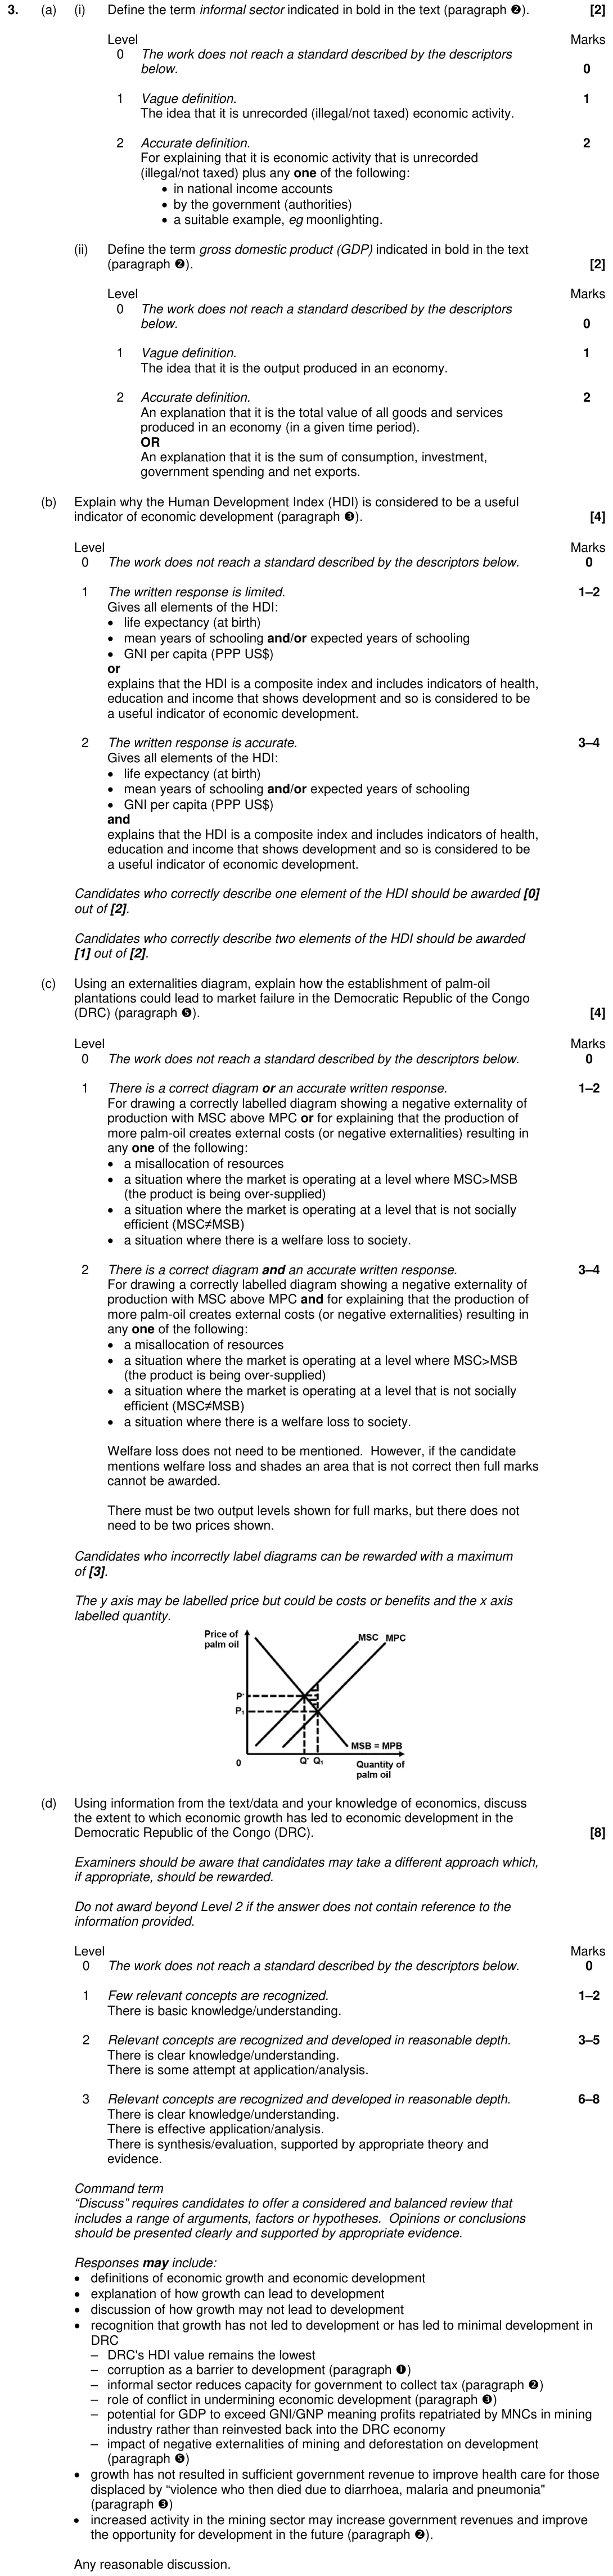 3. (a) (i) Define the term informal sector indicated in bold in the text (paragraph ❷). [2]
Level Marks
0 The work does not reach a standard described by the descriptors
below. 0
1 Vague definition. 1
The idea that it is unrecorded (illegal/not taxed) economic activity.
2 Accurate definition. 2
For explaining that it is economic activity that is unrecorded
(illegal/not taxed) plus any one of the following:
• in national income accounts
• by the government (authorities)
• a suitable example, eg moonlighting.
(ii) Define the term gross domestic product (GDP) indicated in bold in the text
(paragraph ❷). [2]
Level Marks
0 The work does not reach a standard described by the descriptors
below. 0
1 Vague definition. 1
The idea that it is the output produced in an economy.
2 Accurate definition. 2
An explanation that it is the total value of all goods and services
produced in an economy (in a given time period).
OR
An explanation that it is the sum of consumption, investment,
government spending and net exports.
(b) Explain why the Human Development Index (HDI) is considered to be a useful
indicator of economic development (paragraph ❸). [4]
Level Marks
0 The work does not reach a standard described by the descriptors below. 0
1 The written response is limited. 1–2
Gives all elements of the HDI:
• life expectancy (at birth)
• mean years of schooling and/or expected years of schooling
• GNI per capita (PPP US$)
or
explains that the HDI is a composite index and includes indicators of health,
education and income that shows development and so is considered to be
a useful indicator of economic development.
2 The written response is accurate. 3–4
Gives all elements of the HDI:
• life expectancy (at birth)
• mean years of schooling and/or expected years of schooling
• GNI per capita (PPP US$)
and
explains that the HDI is a composite index and includes indicators of health,
education and income that shows development and so is considered to be
a useful indicator of economic development.
Candidates who correctly describe one element of the HDI should be awarded [0]
out of [2].
Candidates who correctly describe two elements of the HDI should be awarded
[1] out of [2].
(c) Using an externalities diagram, explain how the establishment of palm-oil
plantations could lead to market failure in the Democratic Republic of the Congo
(DRC) (paragraph ❺). [4]
Level Marks
0 The work does not reach a standard described by the descriptors below. 0
1 There is a correct diagram or an accurate written response. 1–2
For drawing a correctly labelled diagram showing a negative externality of
production with MSC above MPC or for explaining that the production of
more palm-oil creates external costs (or negative externalities) resulting in
any one of the following:
• a misallocation of resources
• a situation where the market is operating at a level where MSC>MSB
(the product is being over-supplied)
• a situation where the market is operating at a level that is not socially
efficient (MSC≠MSB)
• a situation where there is a welfare loss to society.
2 There is a correct diagram and an accurate written response. 3–4
For drawing a correctly labelled diagram showing a negative externality of
production with MSC above MPC and for explaining that the production of
more palm-oil creates external costs (or negative externalities) resulting in
any one of the following:
• a misallocation of resources
• a situation where the market is operating at a level where MSC>MSB
(the product is being over-supplied)
• a situation where the market is operating at a level that is not socially
efficient (MSC≠MSB)
• a situation where there is a welfare loss to society.
Welfare loss does not need to be mentioned. However, if the candidate
mentions welfare loss and shades an area that is not correct then full marks
cannot be awarded.
There must be two output levels shown for full marks, but there does not
need to be two prices shown.
Candidates who incorrectly label diagrams can be rewarded with a maximum
of [3].
The y axis may be labelled price but could be costs or benefits and the x axis
labelled quantity.
Price of
palm oil
MSC MPC
P*
P₁
MSB = MPB
0 Q* Q₁ Quantity of
palm oil
(d) Using information from the text/data and your knowledge of economics, discuss
the extent to which economic growth has led to economic development in the
Democratic Republic of the Congo (DRC). [8]
Examiners should be aware that candidates may take a different approach which,
if appropriate, should be rewarded.
Do not award beyond Level 2 if the answer does not contain reference to the
information provided.
Level Marks
0 The work does not reach a standard described by the descriptors below. 0
1 Few relevant concepts are recognized. 1–2
There is basic knowledge/understanding.
2 Relevant concepts are recognized and developed in reasonable depth. 3–5
There is clear knowledge/understanding.
There is some attempt at application/analysis.
3 Relevant concepts are recognized and developed in reasonable depth. 6–8
There is clear knowledge/understanding.
There is effective application/analysis.
There is synthesis/evaluation, supported by appropriate theory and
evidence.
Command term
“Discuss” requires candidates to offer a considered and balanced review that
includes a range of arguments, factors or hypotheses. Opinions or conclusions
should be presented clearly and supported by appropriate evidence.
Responses may include:
• definitions of economic growth and economic development
• explanation of how growth can lead to development
• discussion of how growth may not lead to development
• recognition that growth has not led to development or has led to minimal development in
DRC
– DRC's HDI value remains the lowest
– corruption as a barrier to development (paragraph ❶)
– informal sector reduces capacity for government to collect tax (paragraph ❷)
– role of conflict in undermining economic development (paragraph ❸)
– potential for GDP to exceed GNI/GNP meaning profits repatriated by MNCs in mining
industry rather than reinvested back into the DRC economy
– impact of negative externalities of mining and deforestation on development
(paragraph ❺)
• growth has not resulted in sufficient government revenue to improve health care for those
displaced by “violence who then died due to diarrhoea, malaria and pneumonia”
(paragraph ❸)
• increased activity in the mining sector may increase government revenues and improve
the opportunity for development in the future (paragraph ❷).
Any reasonable discussion.